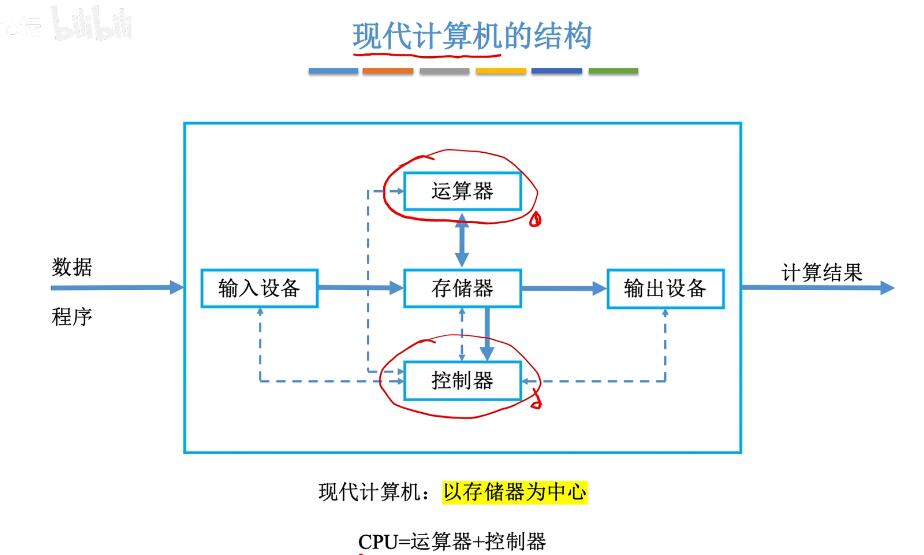 bilibili
现代计算机的结构
运算器
数据
程序
输入设备
存储器
输出设备
计算结果
控制器
现代计算机：以存储器为中心
CPU=运算器+控制器